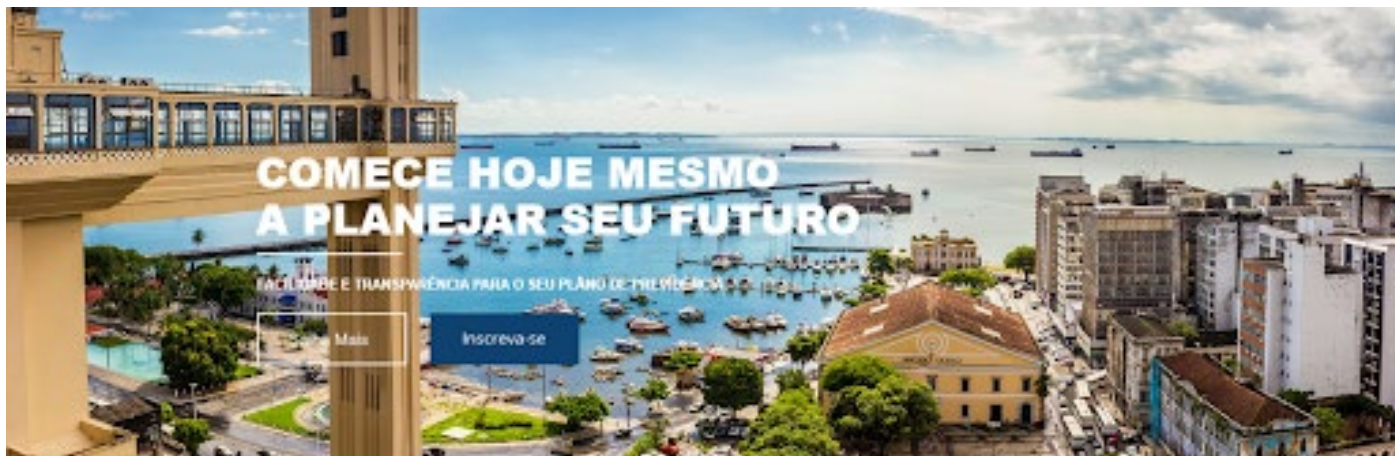 COMECE HOJE MESMO
A PLANEJAR SEU FUTURO
FACILIDADE E TRANSPARÊNCIA PARA O SEU PLANO DE PREVIDÊNCIA
Mais
Inscreva-se